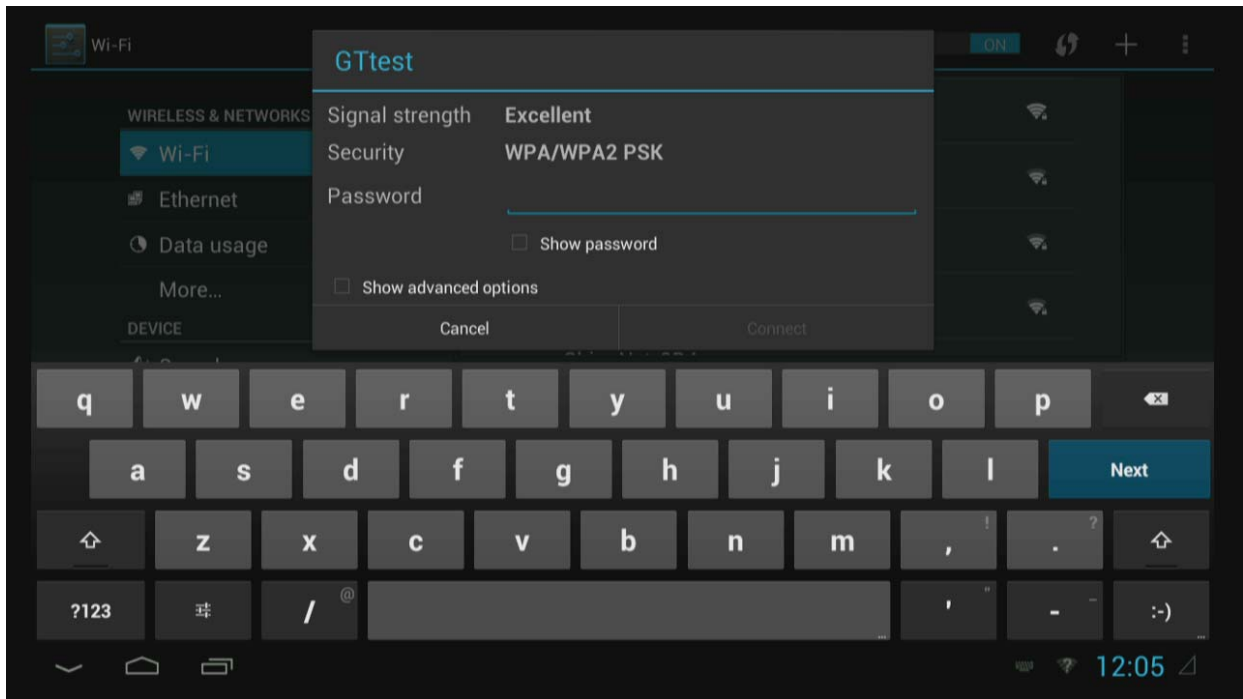 Wi-Fi
ON
GTtest
WIRELESS & NETWORKS
Signal strength Excellent
Wi-Fi
Security WPA/WPA2 PSK
Ethernet
Password
Data usage
Show password
More...
Show advanced options
DEVICE
Cancel Connect
q w e r t y u i o p
a s d f g h j k l Next
z x c v b n m , ! . ?
?123 / @ ' " - _ :-)
12:05